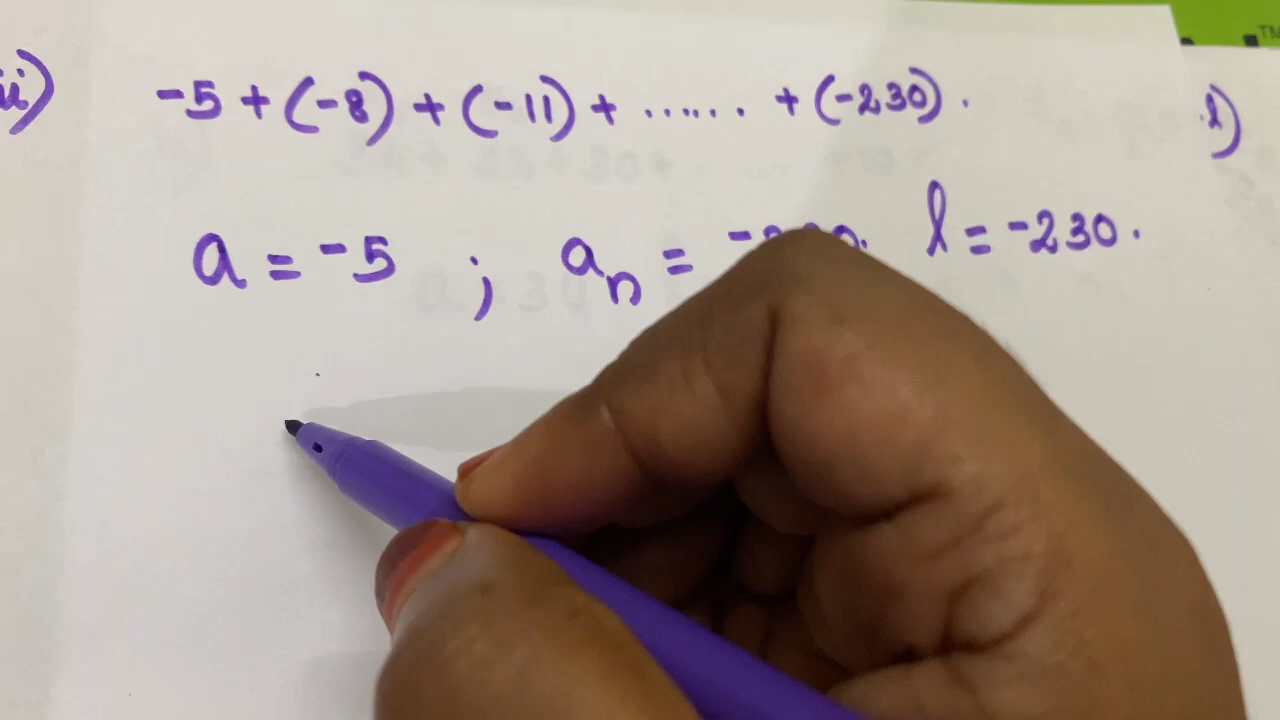 ii) -5 + (-8) + (-11) + ...... + (-230).
a = -5 ; aₙ = l = -230.